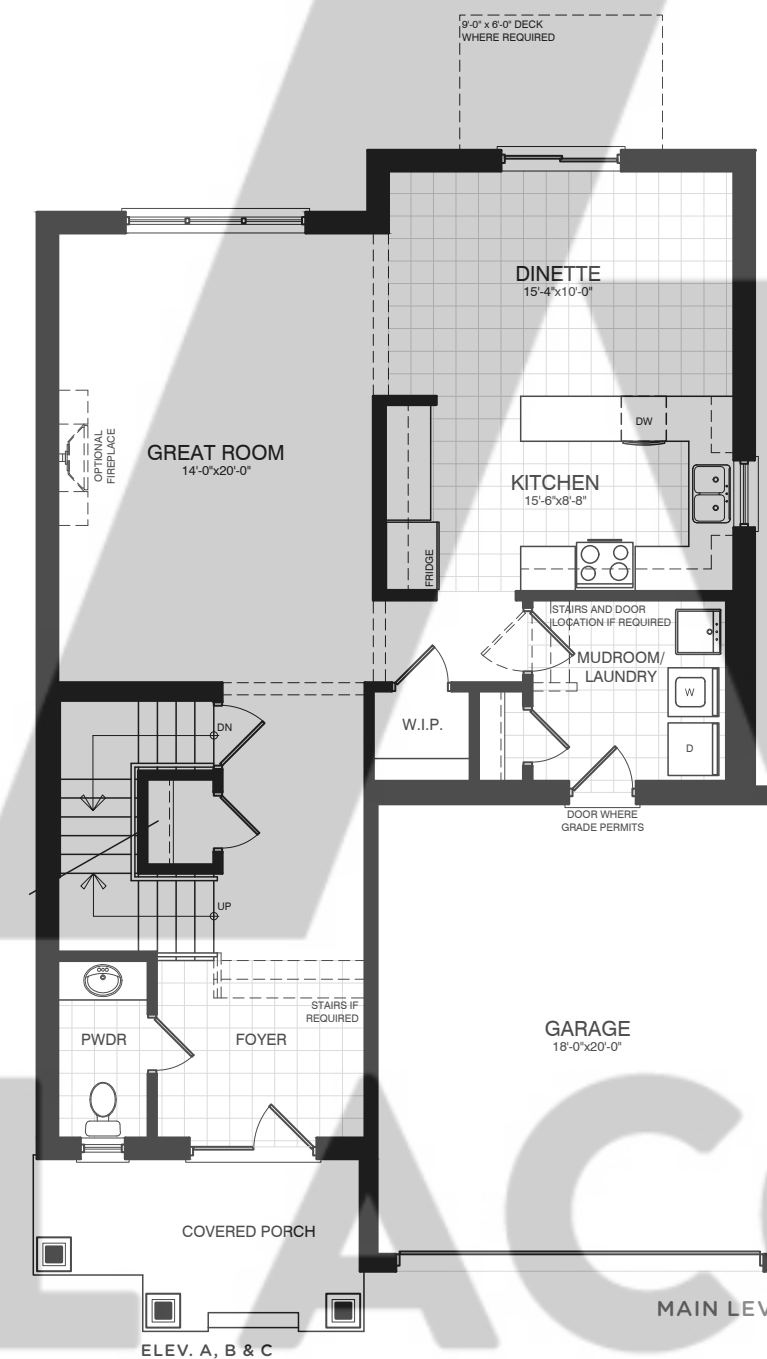 9'-0" x 6'-0" DECK
WHERE REQUIRED
DINETTE
15'-4"x10'-0"
DW
GREAT ROOM
14'-0"x20'-0"
OPTIONAL
FIREPLACE
KITCHEN
15'-6"x8'-8"
FRIDGE
STAIRS AND DOOR
LOCATION IF REQUIRED
MUDROOM/
LAUNDRY
W
W.I.P.
DN
D
DOOR WHERE
GRADE PERMITS
UP
STAIRS IF
REQUIRED
PWDR
FOYER
GARAGE
18'-0"x20'-0"
COVERED PORCH
MAIN LEV
ELEV. A, B & C